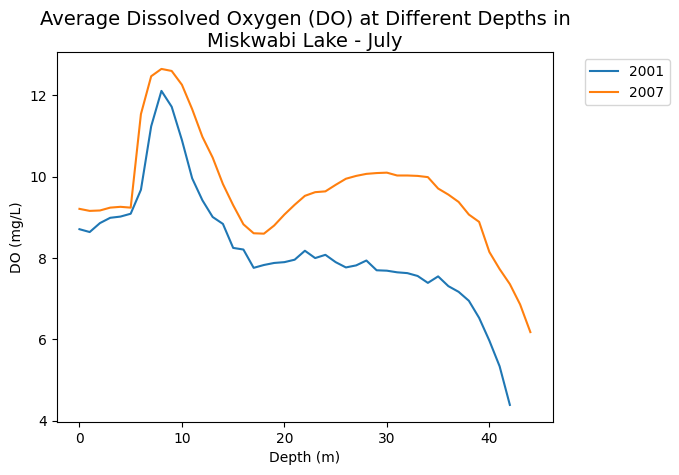 Average Dissolved Oxygen (DO) at Different Depths in
Miskwabi Lake - July
2001
2007
12
10
8
6
4
DO (mg/L)
0 10 20 30 40
Depth (m)